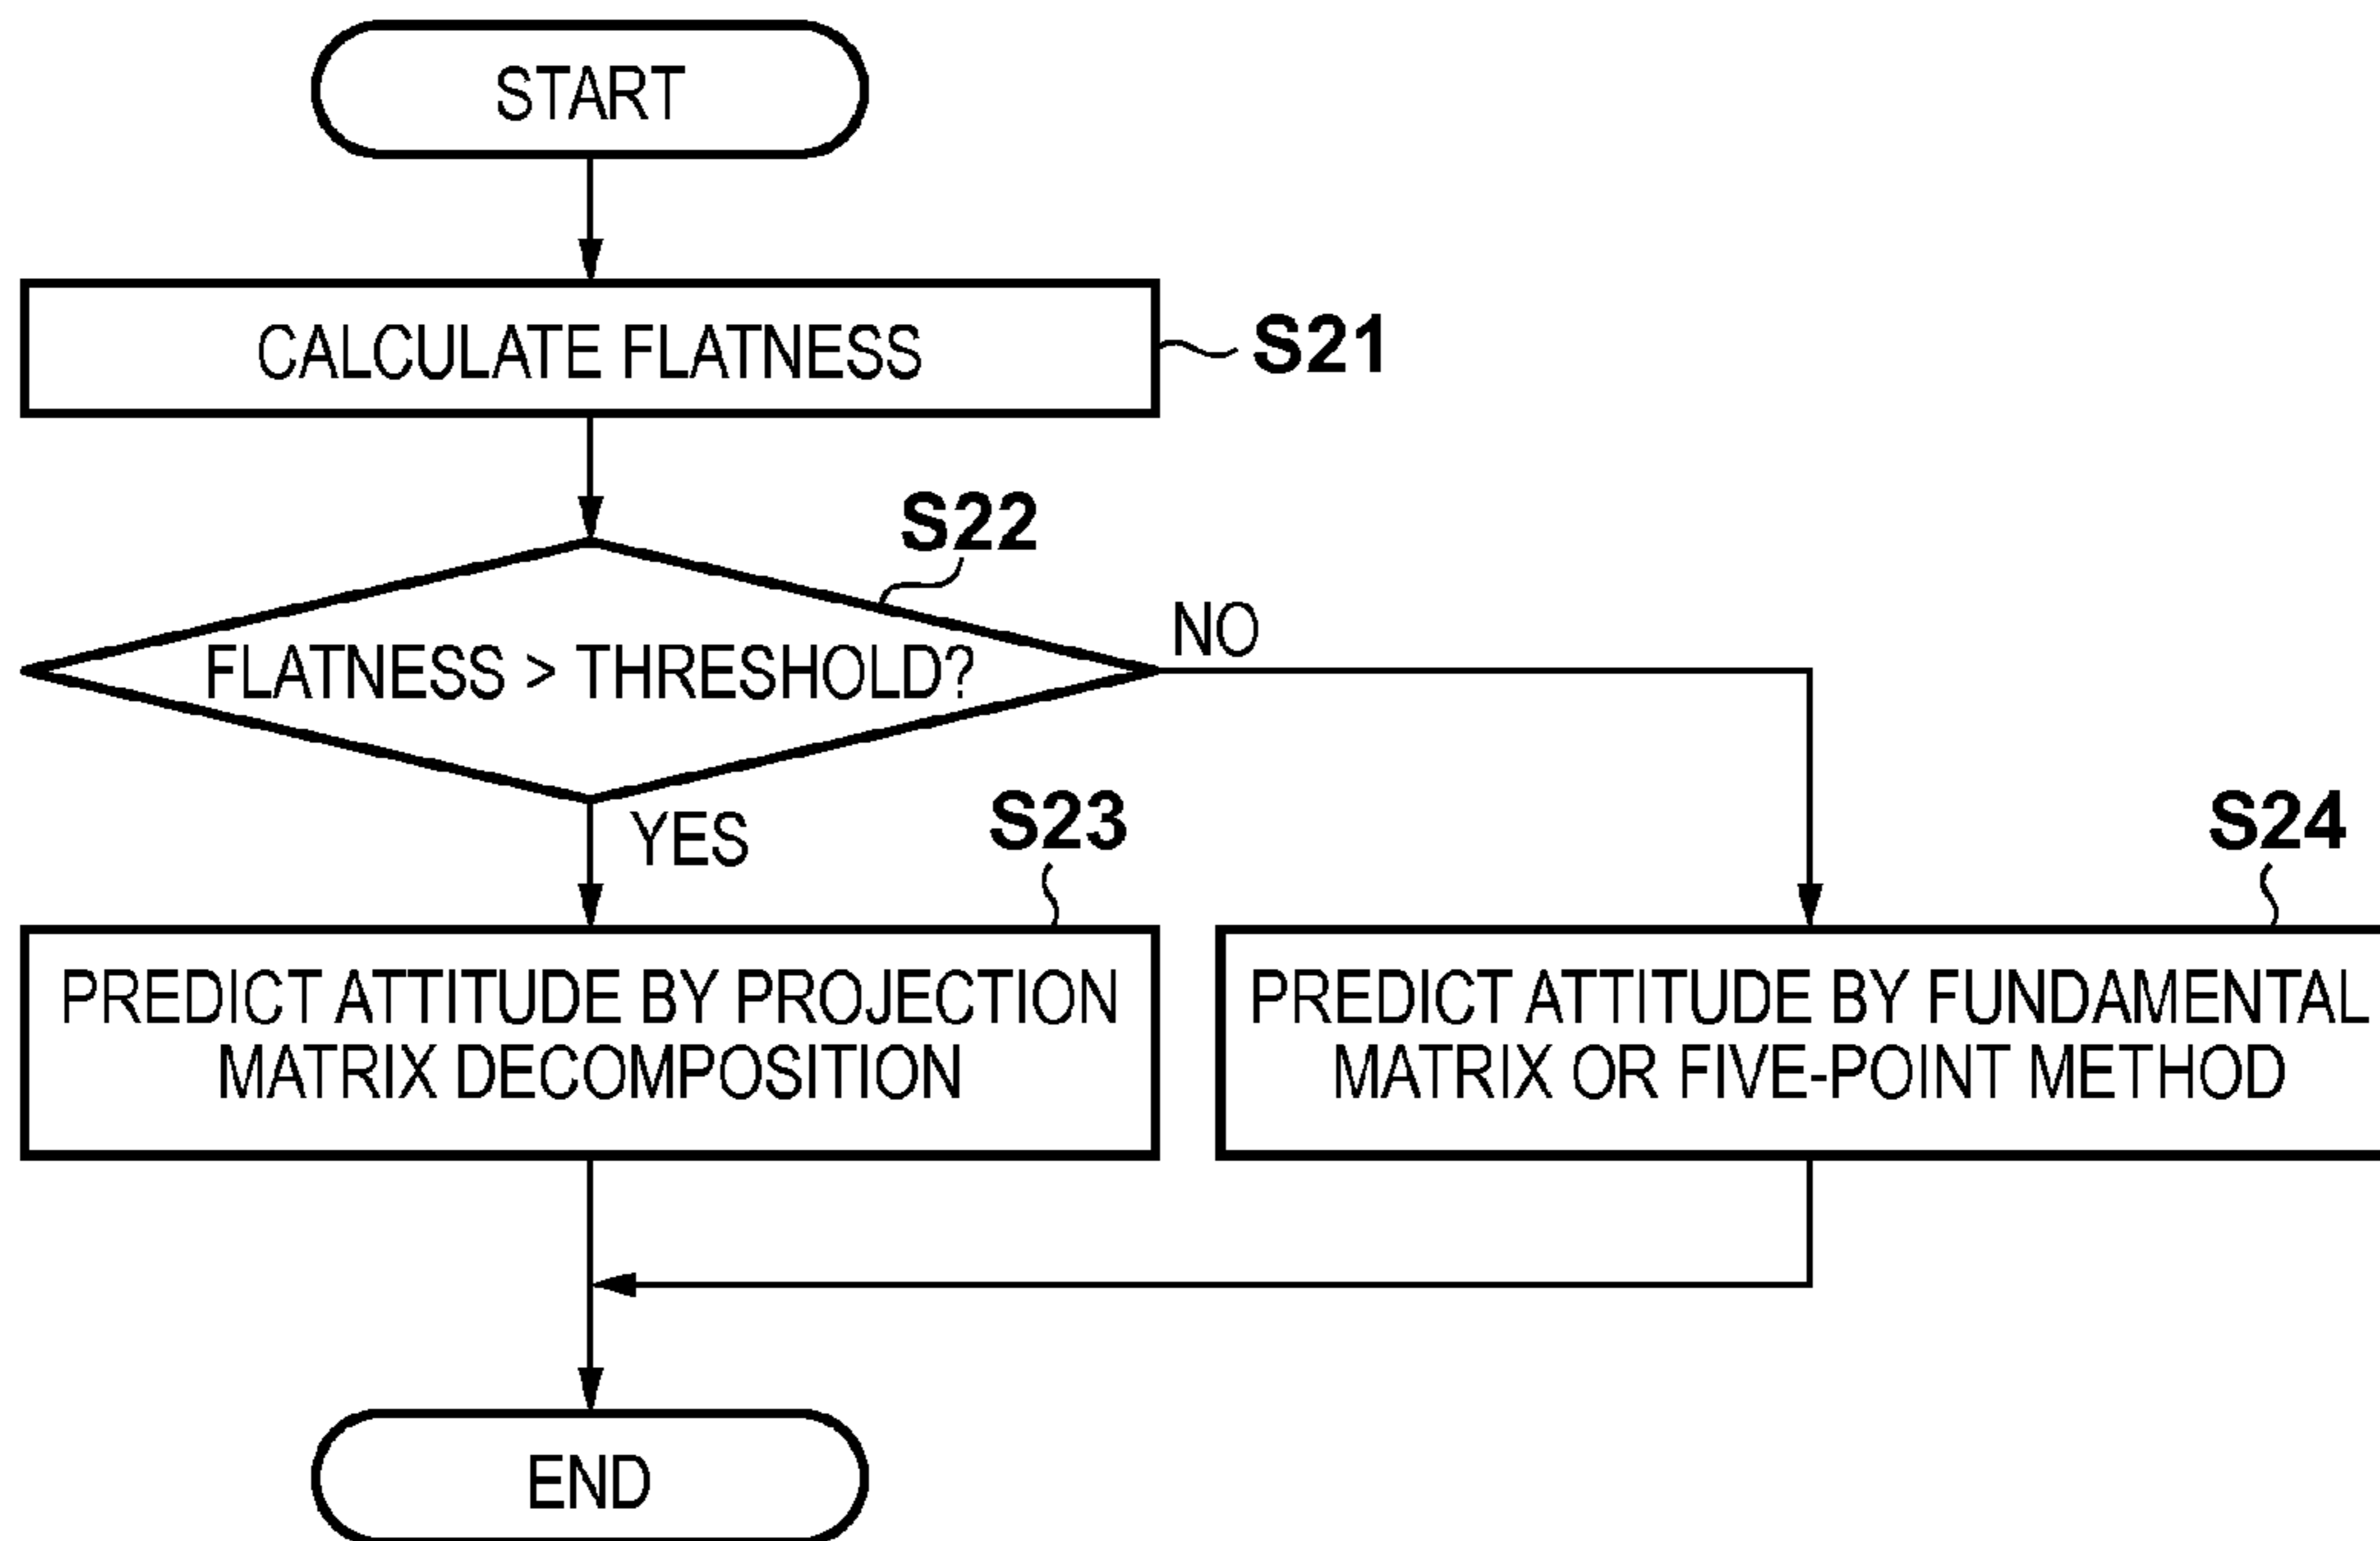 START
CALCULATE FLATNESS
S21
S22
FLATNESS > THRESHOLD?
NO
YES
S23
PREDICT ATTITUDE BY PROJECTION
MATRIX DECOMPOSITION
S24
PREDICT ATTITUDE BY FUNDAMENTAL
MATRIX OR FIVE-POINT METHOD
END